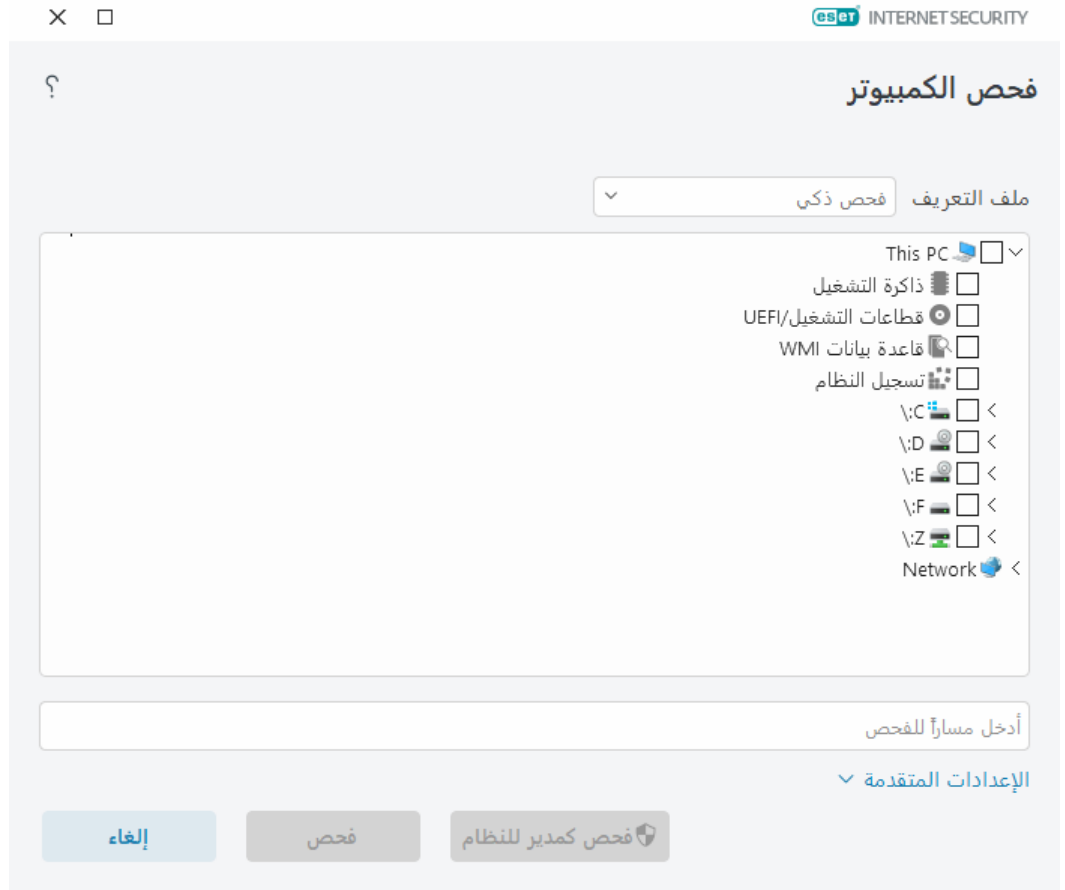 eset INTERNET SECURITY
فحص الكمبيوتر
؟
ملف التعريف فحص ذكي
This PC
ذاكرة التشغيل
قطاعات التشغيل/UEFI
قاعدة بيانات WMI
تسجيل النظام
C:\
D:\
E:\
F:\
Z:\
Network
أدخل مساراً للفحص
الإعدادات المتقدمة
فحص كمدير للنظام فحص إلغاء